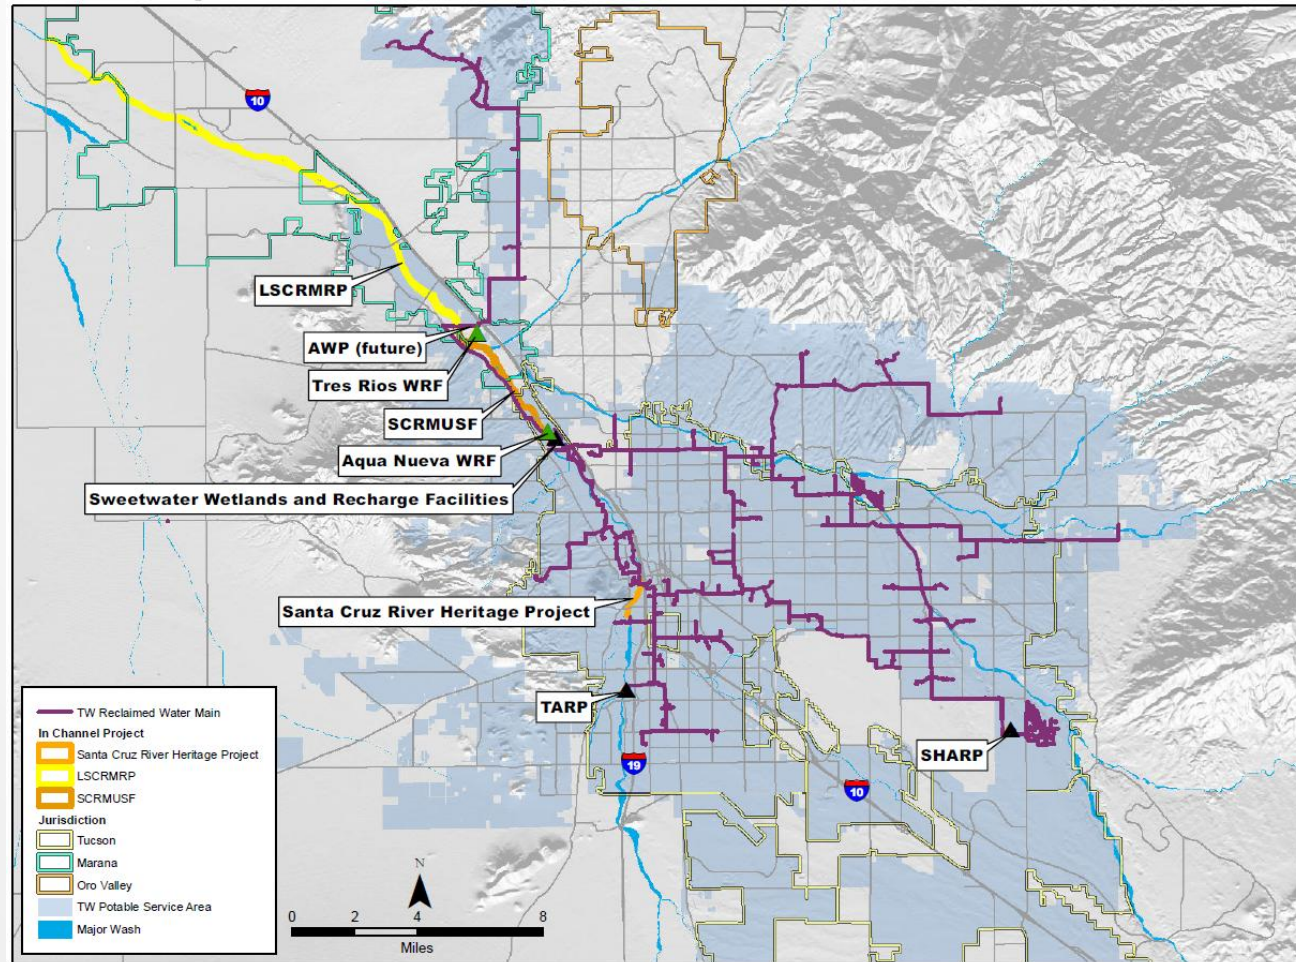 10
LSCRMRP
AWP (future)
Tres Rios WRF
SCRMUSF
Aqua Nueva WRF
Sweetwater Wetlands and Recharge Facilities
Santa Cruz River Heritage Project
TARP
SHARP
19
10
TW Reclaimed Water Main
In Channel Project
Santa Cruz River Heritage Project
LSCRMRP
SCRMUSF
Jurisdiction
Tucson
Marana
Oro Valley
TW Potable Service Area
Major Wash
N
0 2 4 8
Miles